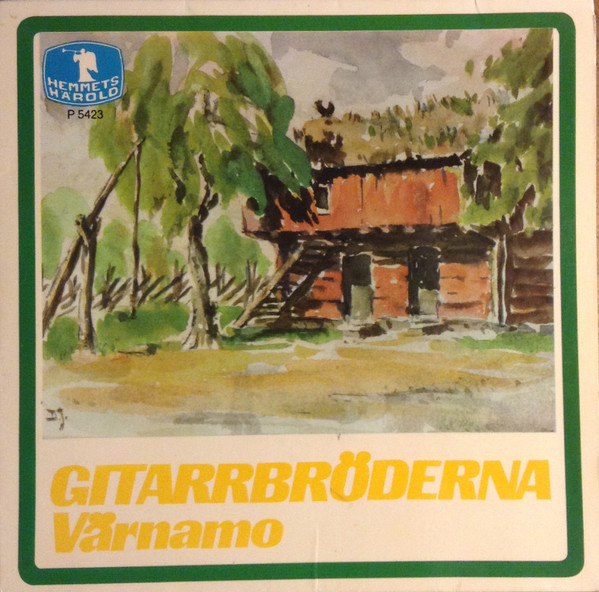 HEMMETS
HÄROLD
P 5423
D.J.
GITARRBRÖDERNA
Värnamo